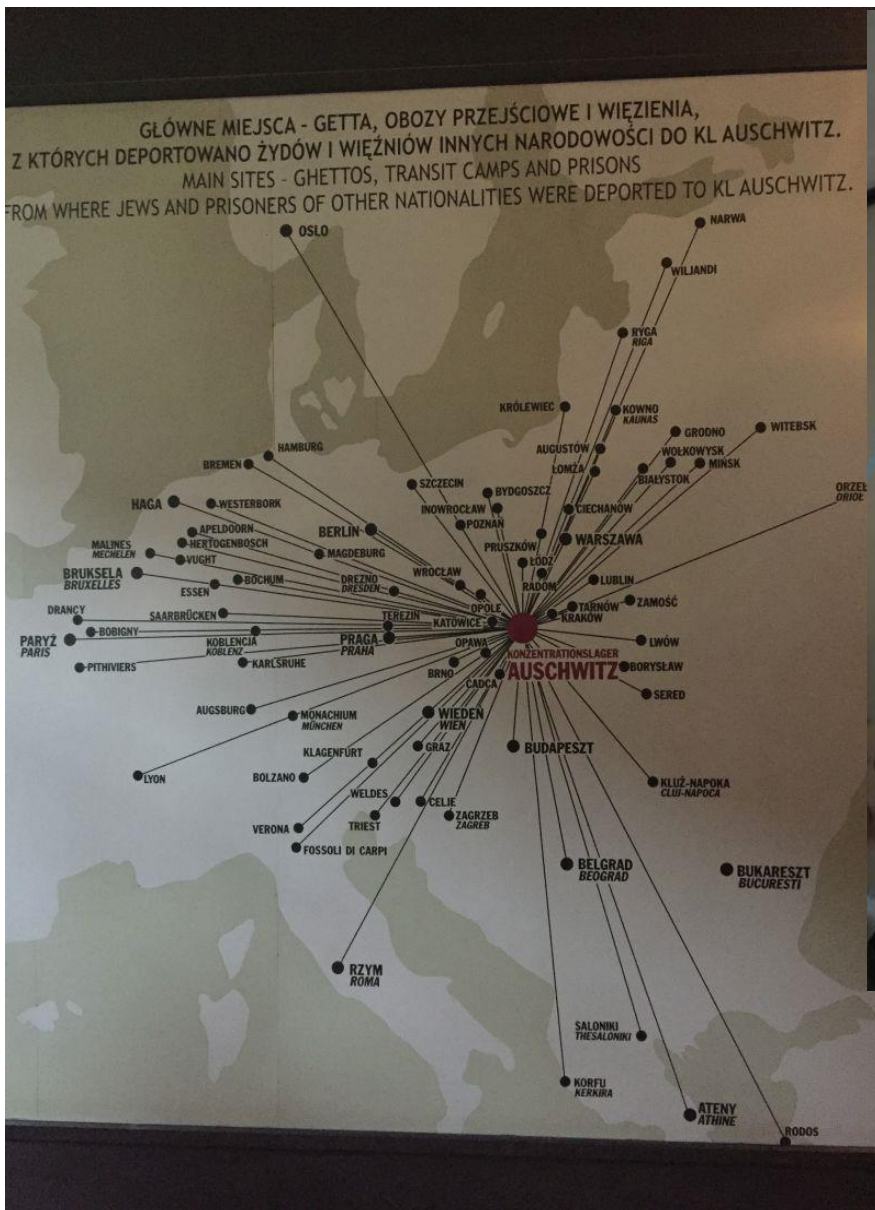 GŁÓWNE MIEJSCA - GETTA, OBOZY PRZEJŚCIOWE I WIĘZIENIA,
Z KTÓRYCH DEPORTOWANO ŻYDÓW I WIĘŹNIÓW INNYCH NARODOWOŚCI DO KL AUSCHWITZ.
MAIN SITES - GHETTOS, TRANSIT CAMPS AND PRISONS
FROM WHERE JEWS AND PRISONERS OF OTHER NATIONALITIES WERE DEPORTED TO KL AUSCHWITZ.
NARWA
OSLO
WILJANDI
RYGA
RIGA
KRÓLEWIEC
KOWNO
KAUNAS
WITEBSK
GRODNO
HAMBURG
AUGUSTÓW
WOŁKOWYSK
BREMEN
ŁOMŻA
MIŃSK
BIAŁYSTOK
SZCZECIN
BYDGOSZCZ
ORZEŁ
ORIOŁ
HAGA
WESTERBORK
INOWROCŁAW
CIECHANÓW
POZNAŃ
APELDOORN
BERLIN
HERTOGENBOSCH
PRUSZKÓW
WARSZAWA
MALINES
MECHELEN
MAGDEBURG
VUGHT
ŁÓDŹ
BRUKSELA
BRUXELLES
BOCHUM
DREZNO
DRESDEN
WROCŁAW
RADOM
LUBLIN
ESSEN
OPOLE
TARNÓW
ZAMOŚĆ
DRANCY
SAARBRÜCKEN
TEREZIN
KATOWICE
KRAKÓW
BOBIGNY
PARYŻ
PARIS
KOBLENCJA
KOBLENZ
PRAGA
PRAHA
OPAWA
LWÓW
KONZENTRATIONSLAGER
AUSCHWITZ
PITHIVIERS
KARLSRUHE
BRNO
BORYSŁAW
CADCA
SERED
AUGSBURG
MONACHIUM
MÜNCHEN
WIEDEŃ
WIEN
GRAZ
BUDAPESZT
KLAGENFURT
LYON
BOLZANO
KLUŻ-NAPOKA
CLUJ-NAPOCA
WELDES
CELJE
TRIEST
ZAGRZEB
ZAGREB
VERONA
FOSSOLI DI CARPI
BELGRAD
BEOGRAD
BUKARESZT
BUCURESTI
RZYM
ROMA
SALONIKI
THESALONIKI
KORFU
KERKIRA
ATENY
ATHINE
RODOS